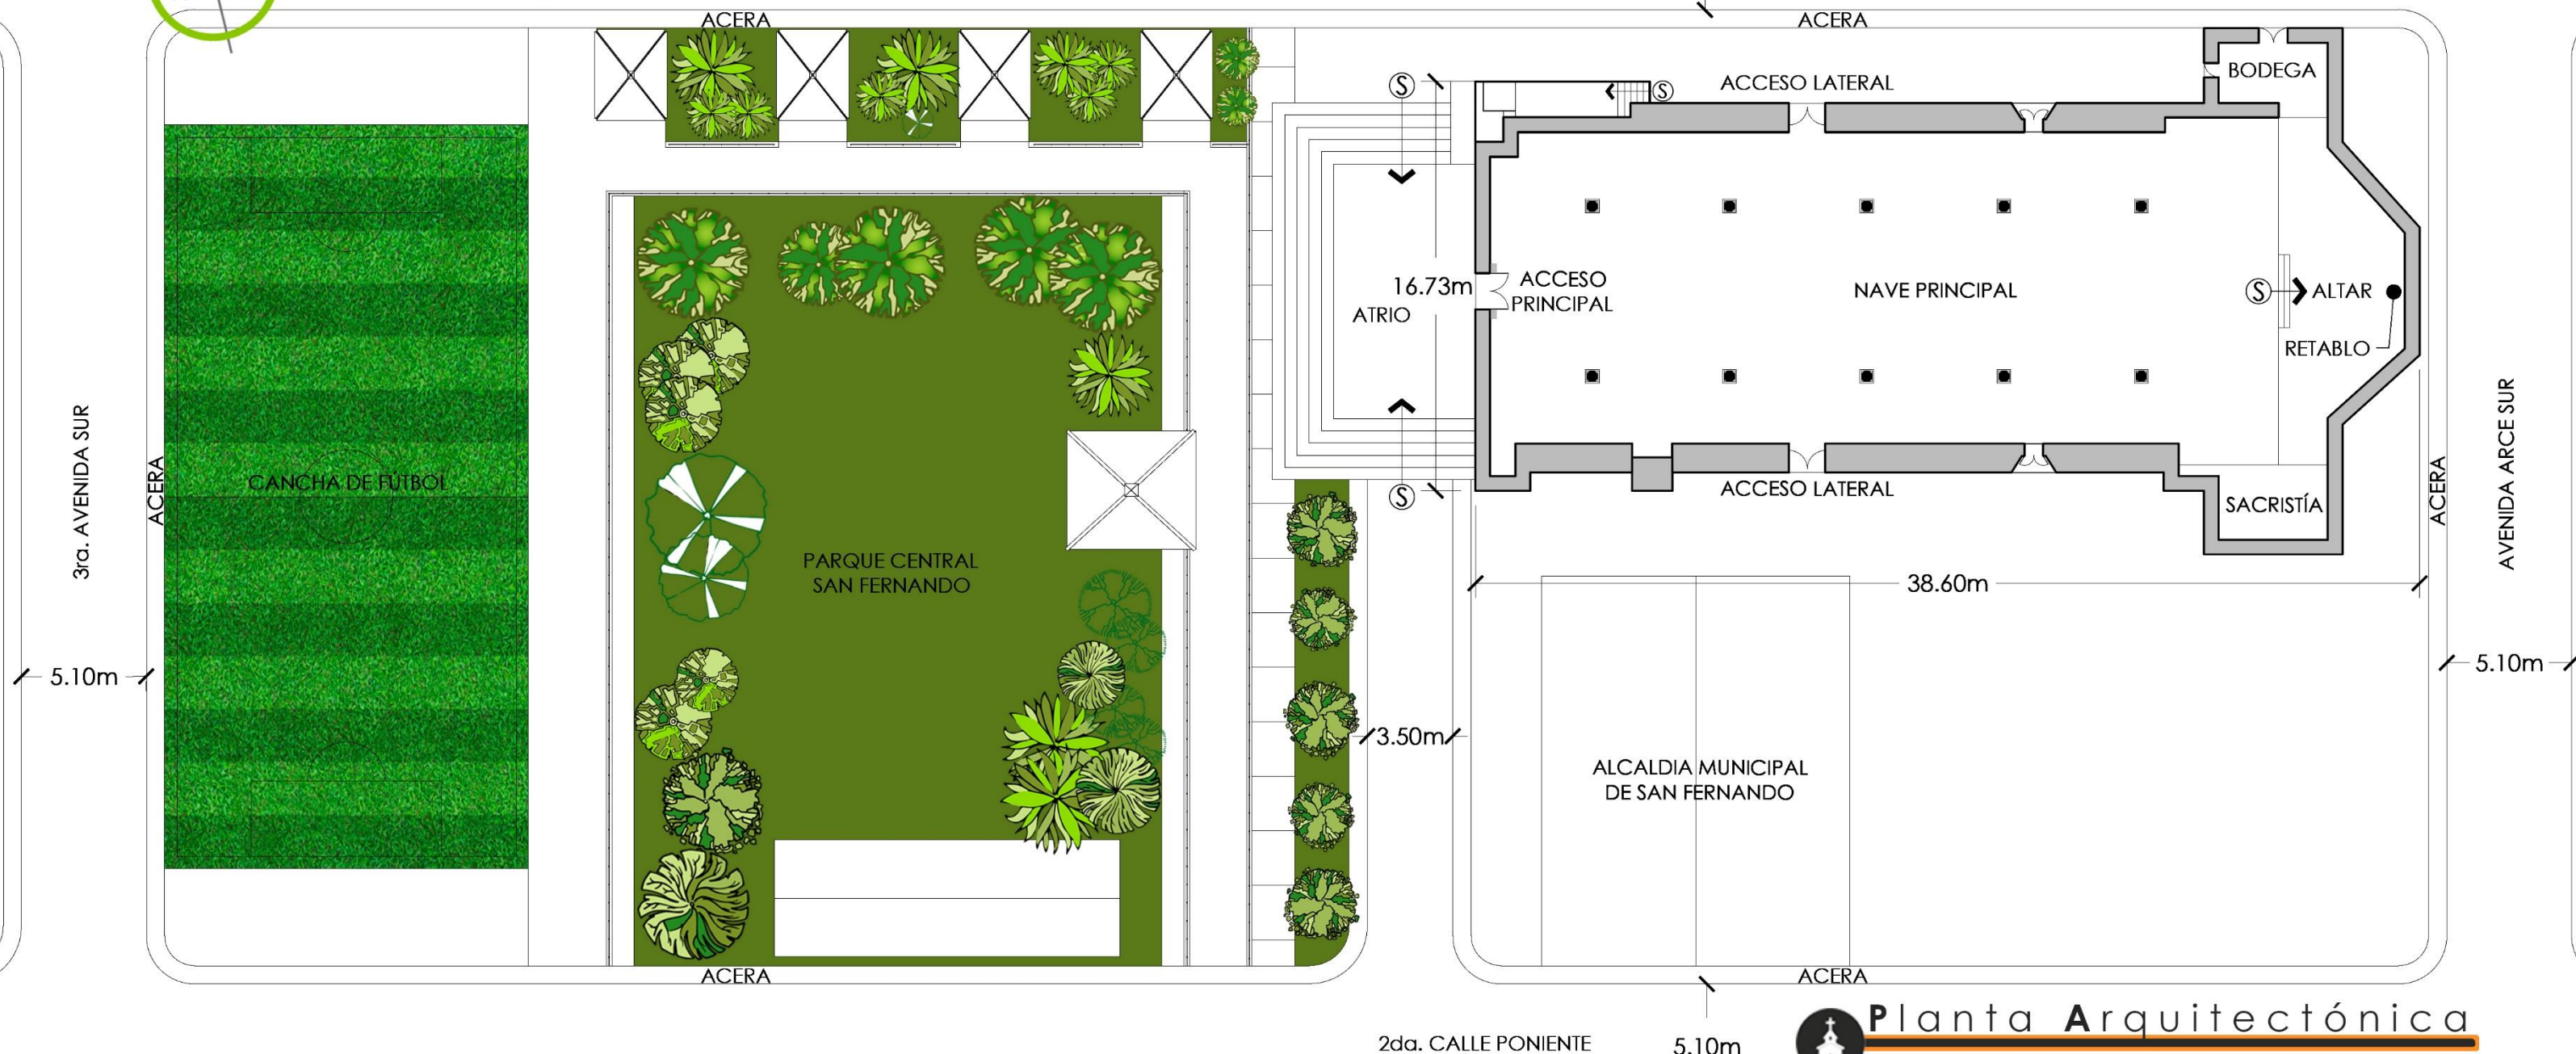 ACERA
ACERA
BODEGA
ACCESO LATERAL
S
S
16.73m
ACCESO
PRINCIPAL
ATRIO
NAVE PRINCIPAL
S
ALTAR
RETABLO
3ra. AVENIDA SUR
ACERA
CANCHA DE FÚTBOL
S
ACCESO LATERAL
SACRISTÍA
ACERA
AVENIDA ARCE SUR
PARQUE CENTRAL
SAN FERNANDO
38.60m
5.10m
5.10m
3.50m
ALCALDIA MUNICIPAL
DE SAN FERNANDO
ACERA
ACERA
2da. CALLE PONIENTE
5.10m
Planta Arquitectónica